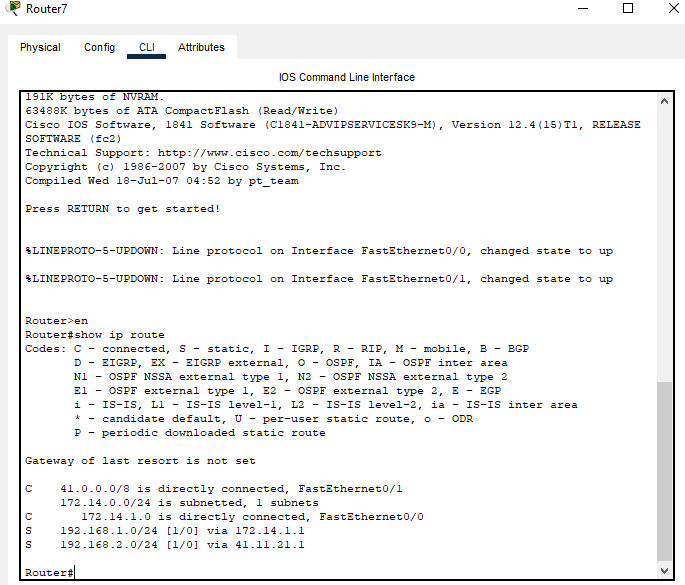 Router7
Physical Config CLI Attributes
IOS Command Line Interface
191K bytes of NVRAM.
63488K bytes of ATA CompactFlash (Read/Write)
Cisco IOS Software, 1841 Software (C1841-ADVIPSERVICESK9-M), Version 12.4(15)T1, RELEASE
SOFTWARE (fc2)
Technical Support: http://www.cisco.com/techsupport
Copyright (c) 1986-2007 by Cisco Systems, Inc.
Compiled Wed 18-Jul-07 04:52 by pt_team
Press RETURN to get started!
%LINEPROTO-5-UPDOWN: Line protocol on Interface FastEthernet0/0, changed state to up
%LINEPROTO-5-UPDOWN: Line protocol on Interface FastEthernet0/1, changed state to up
Router>en
Router#show ip route
Codes: C - connected, S - static, I - IGRP, R - RIP, M - mobile, B - BGP
D - EIGRP, EX - EIGRP external, O - OSPF, IA - OSPF inter area
N1 - OSPF NSSA external type 1, N2 - OSPF NSSA external type 2
E1 - OSPF external type 1, E2 - OSPF external type 2, E - EGP
i - IS-IS, L1 - IS-IS level-1, L2 - IS-IS level-2, ia - IS-IS inter area
* - candidate default, U - per-user static route, o - ODR
P - periodic downloaded static route
Gateway of last resort is not set
C 41.0.0.0/8 is directly connected, FastEthernet0/1
172.14.0.0/24 is subnetted, 1 subnets
C 172.14.1.0 is directly connected, FastEthernet0/0
S 192.168.1.0/24 [1/0] via 172.14.1.1
S 192.168.2.0/24 [1/0] via 41.11.21.1
Router#